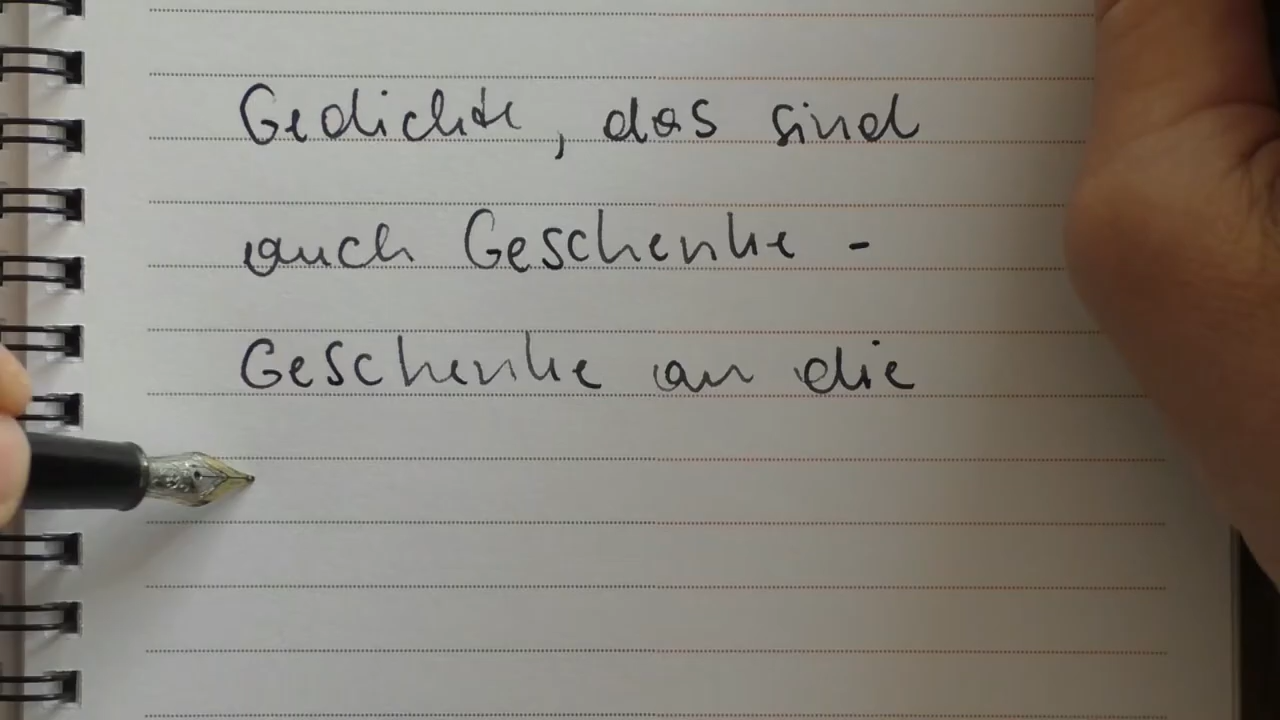 Gedichte, das sind
auch Geschenke -
Geschenke an die